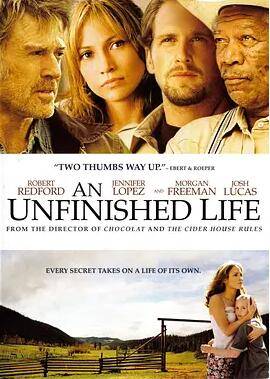 "TWO THUMBS WAY UP." –EBERT & ROEPER
ROBERT REDFORD
JENNIFER LOPEZ
MORGAN FREEMAN
JOSH LUCAS
AN
UNFINISHED LIFE
FROM THE DIRECTOR OF CHOCOLAT AND THE CIDER HOUSE RULES
EVERY SECRET TAKES ON A LIFE OF ITS OWN.